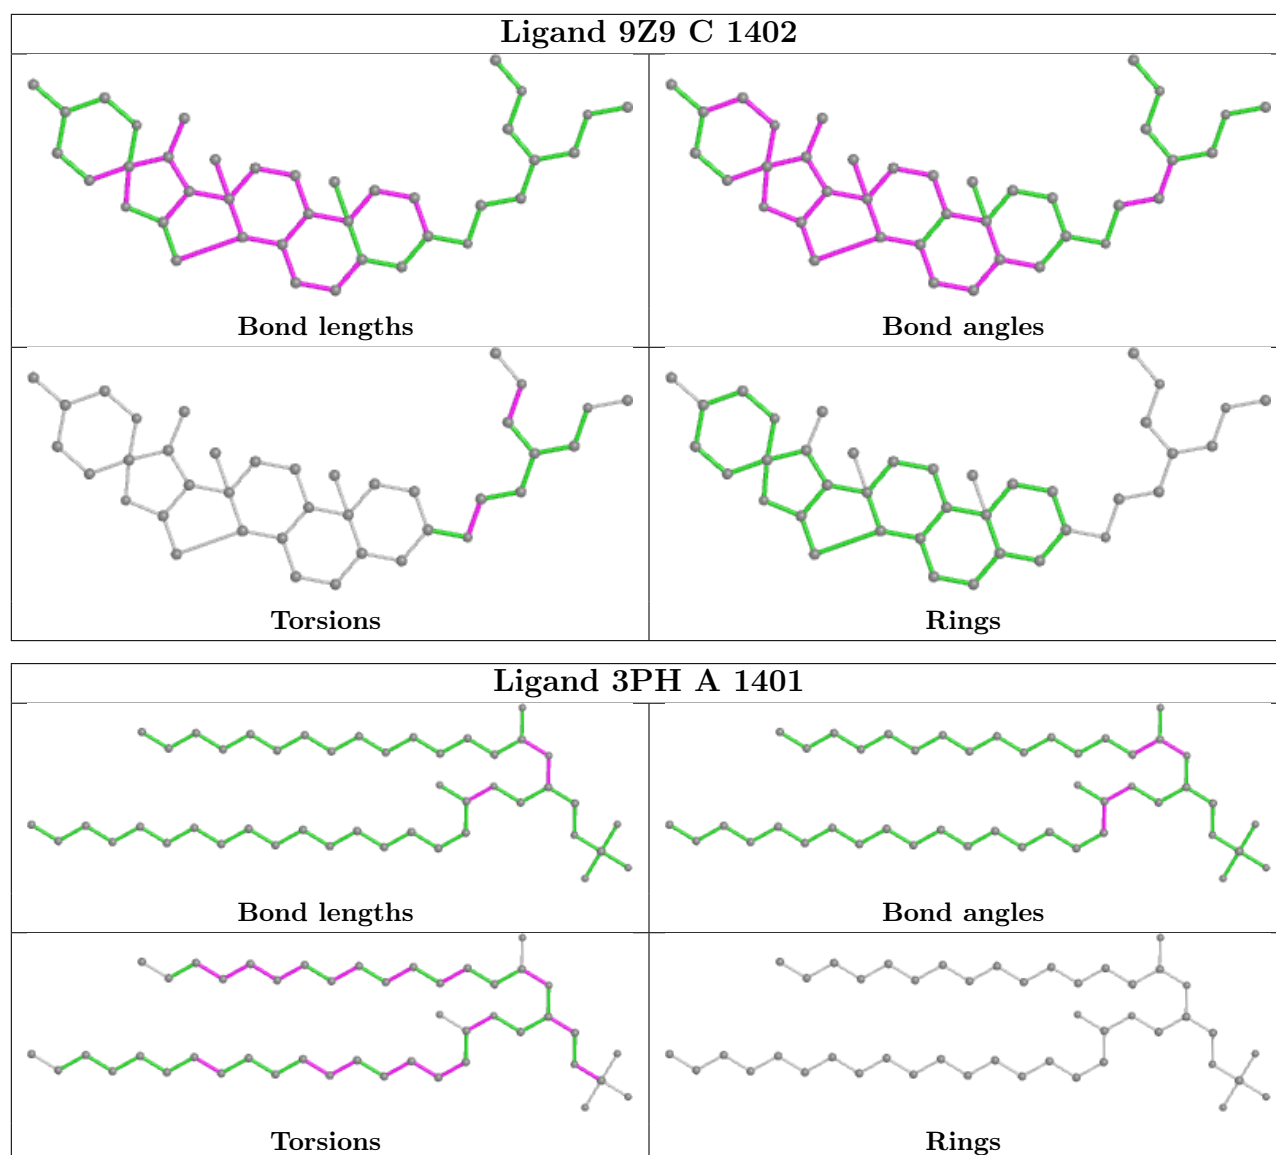 Ligand 9Z9 C 1402
Bond lengths
Bond angles
Torsions
Rings
Ligand 3PH A 1401
Bond lengths
Bond angles
Torsions
Rings